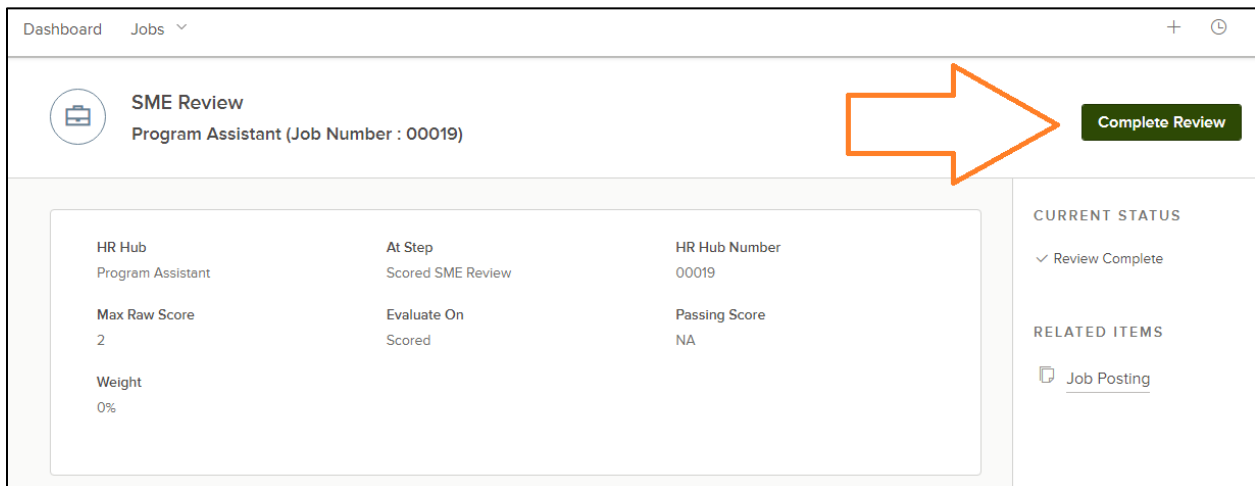 Dashboard Jobs
SME Review
Program Assistant (Job Number : 00019)
Complete Review
HR Hub At Step HR Hub Number
Program Assistant Scored SME Review 00019
Max Raw Score Evaluate On Passing Score
2 Scored NA
Weight
0%
CURRENT STATUS
Review Complete
RELATED ITEMS
Job Posting